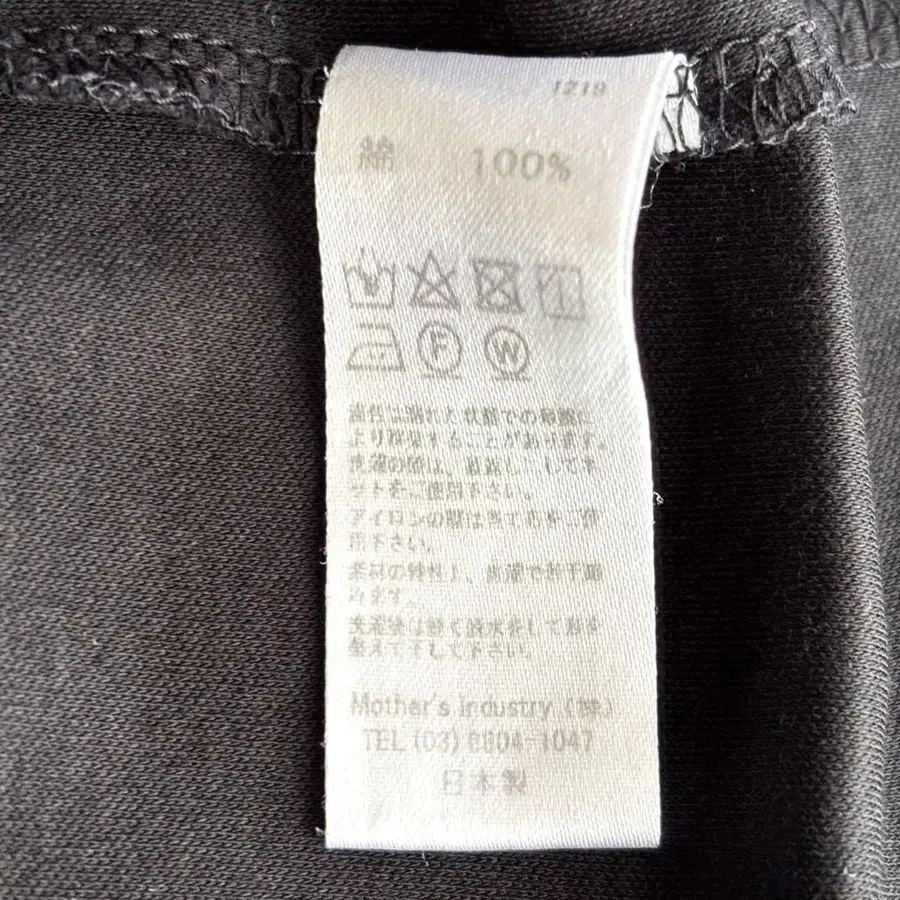 1219
綿 100%
F W
濃色は濡れた状態での摩擦に
より移染することがあります。
洗濯の際は、裏返しにしてネ
ットをご使用下さい。
アイロンの際は当て布をご使
用下さい。
素材の特性上、洗濯で若干縮
みます。
洗濯後は軽く脱水をして形を
整えて干して下さい。
Mother's Industry (株)
TEL (03) 8804-1047
日本製